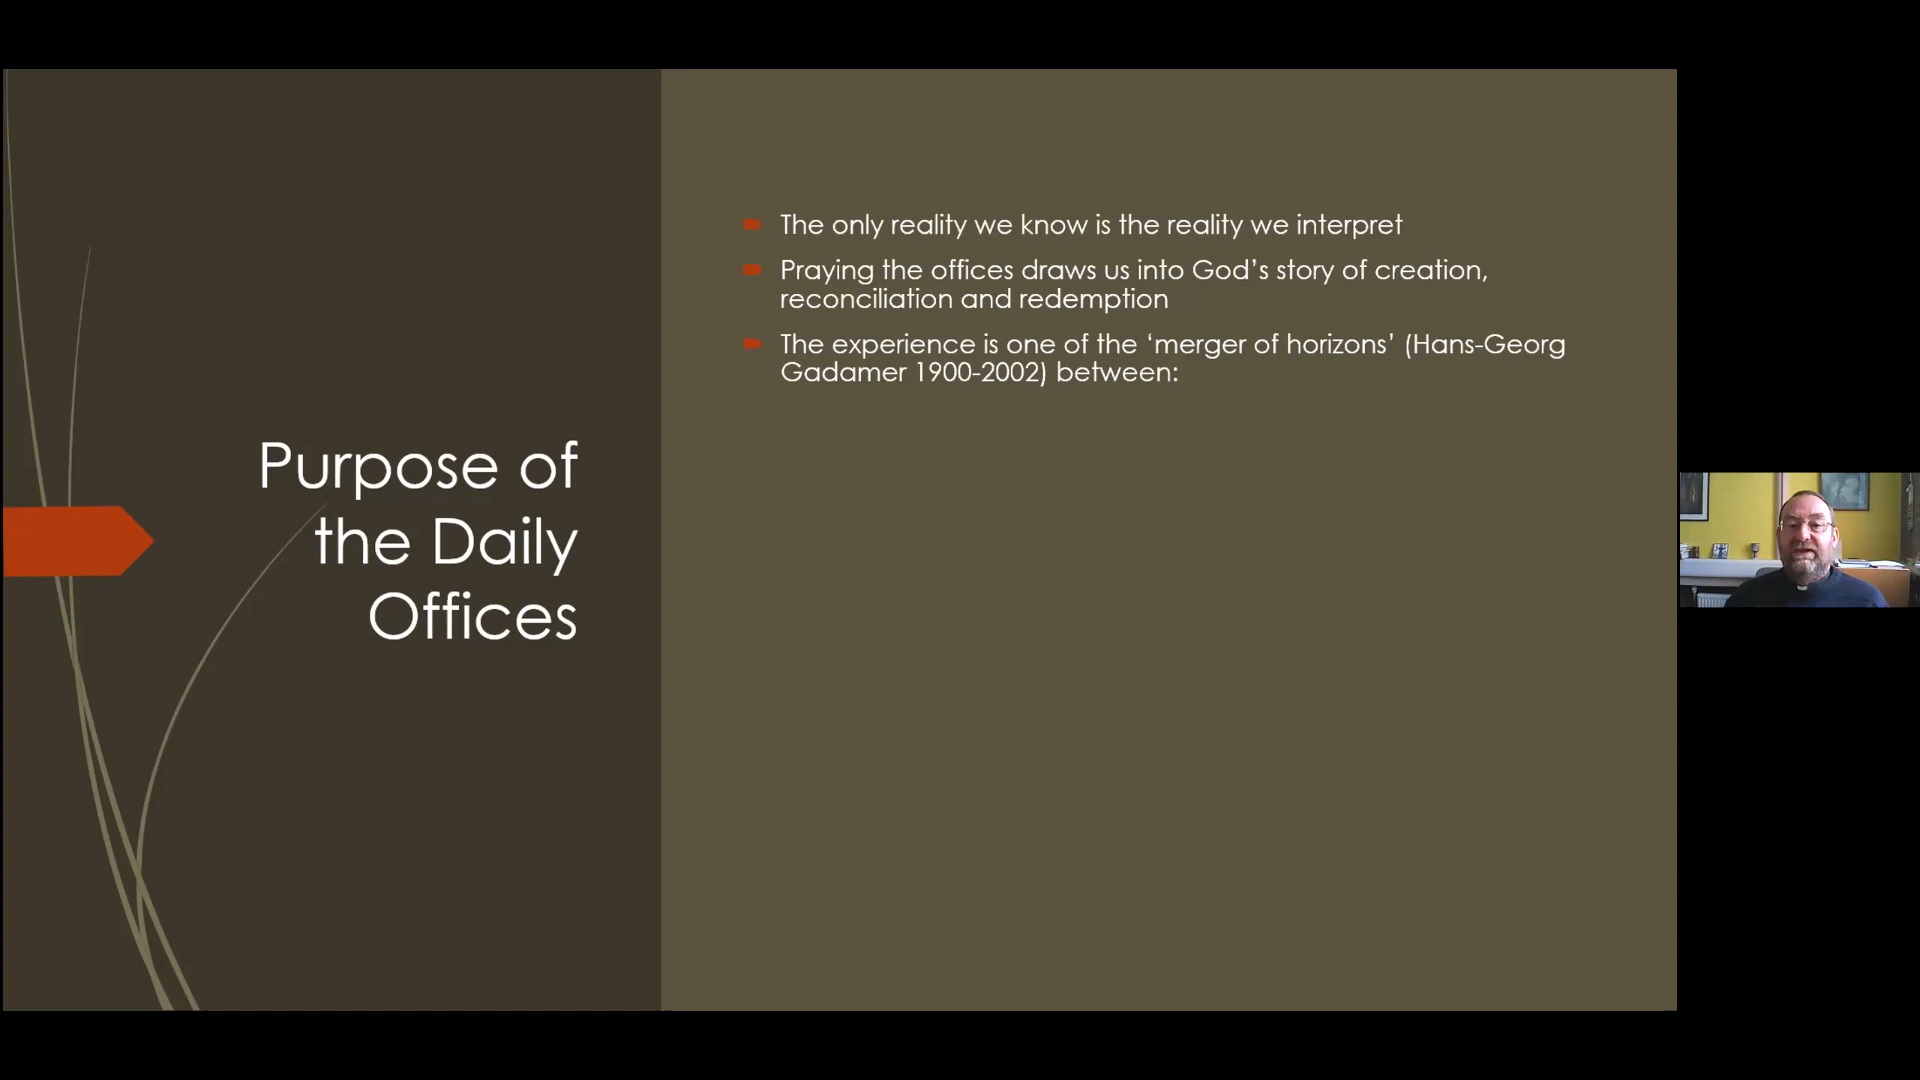 Purpose of
the Daily
Offices
The only reality we know is the reality we interpret
Praying the offices draws us into God’s story of creation,
reconciliation and redemption
The experience is one of the ‘merger of horizons’ (Hans-Georg
Gadamer 1900-2002) between: